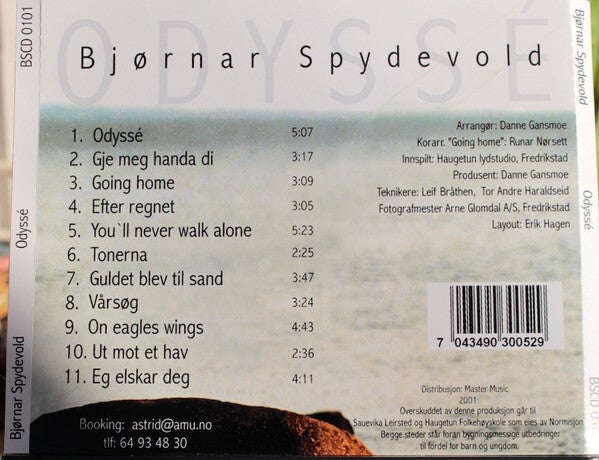 ODYSSÉ
Bjørnar Spydevold
1. Odyssé 5:07
2. Gje meg handa di 3:17
3. Going home 3:09
4. Efter regnet 3:05
5. You`ll never walk alone 5:23
6. Tonerna 2:25
7. Guldet blev til sand 3:47
8. Vårsøg 3:24
9. On eagles wings 4:43
10. Ut mot et hav 2:36
11. Eg elskar deg 4:11
Arrangør: Danne Gansmoe
Korarr. "Going home": Runar Nørsett
Innspilt: Haugetun lydstudio, Fredrikstad
Produsent: Danne Gansmoe
Teknikere: Leif Bråthen, Tor Andre Haraldseid
Fotografmester Arne Glomdal A/S, Fredrikstad
Layout: Erik Hagen
7 043490 300529
Distribusjon: Master Music
2001
Overskuddet av denne produksjon går til
Sauevika Leirsted og Haugetun Folkehøyskole som eies av Normisjon
Begge steder står foran bygningsmessige utbedringer
til fordel for barn og ungdom.
Booking: astrid@amu.no
tlf: 64 93 48 30
Bjørnar Spydevold
Odyssé
BSCD 0101
Bjørnar Spydevold
Odyssé
BSCD